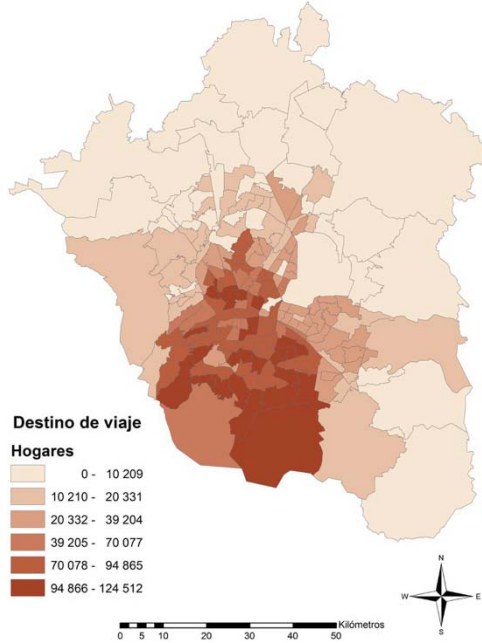 Destino de viaje
Hogares
0 - 10 209
10 210 - 20 331
20 332 - 39 204
39 205 - 70 077
70 078 - 94 865
94 866 - 124 512
N
W E
S
Kilómetros
0 5 10 20 30 40 50